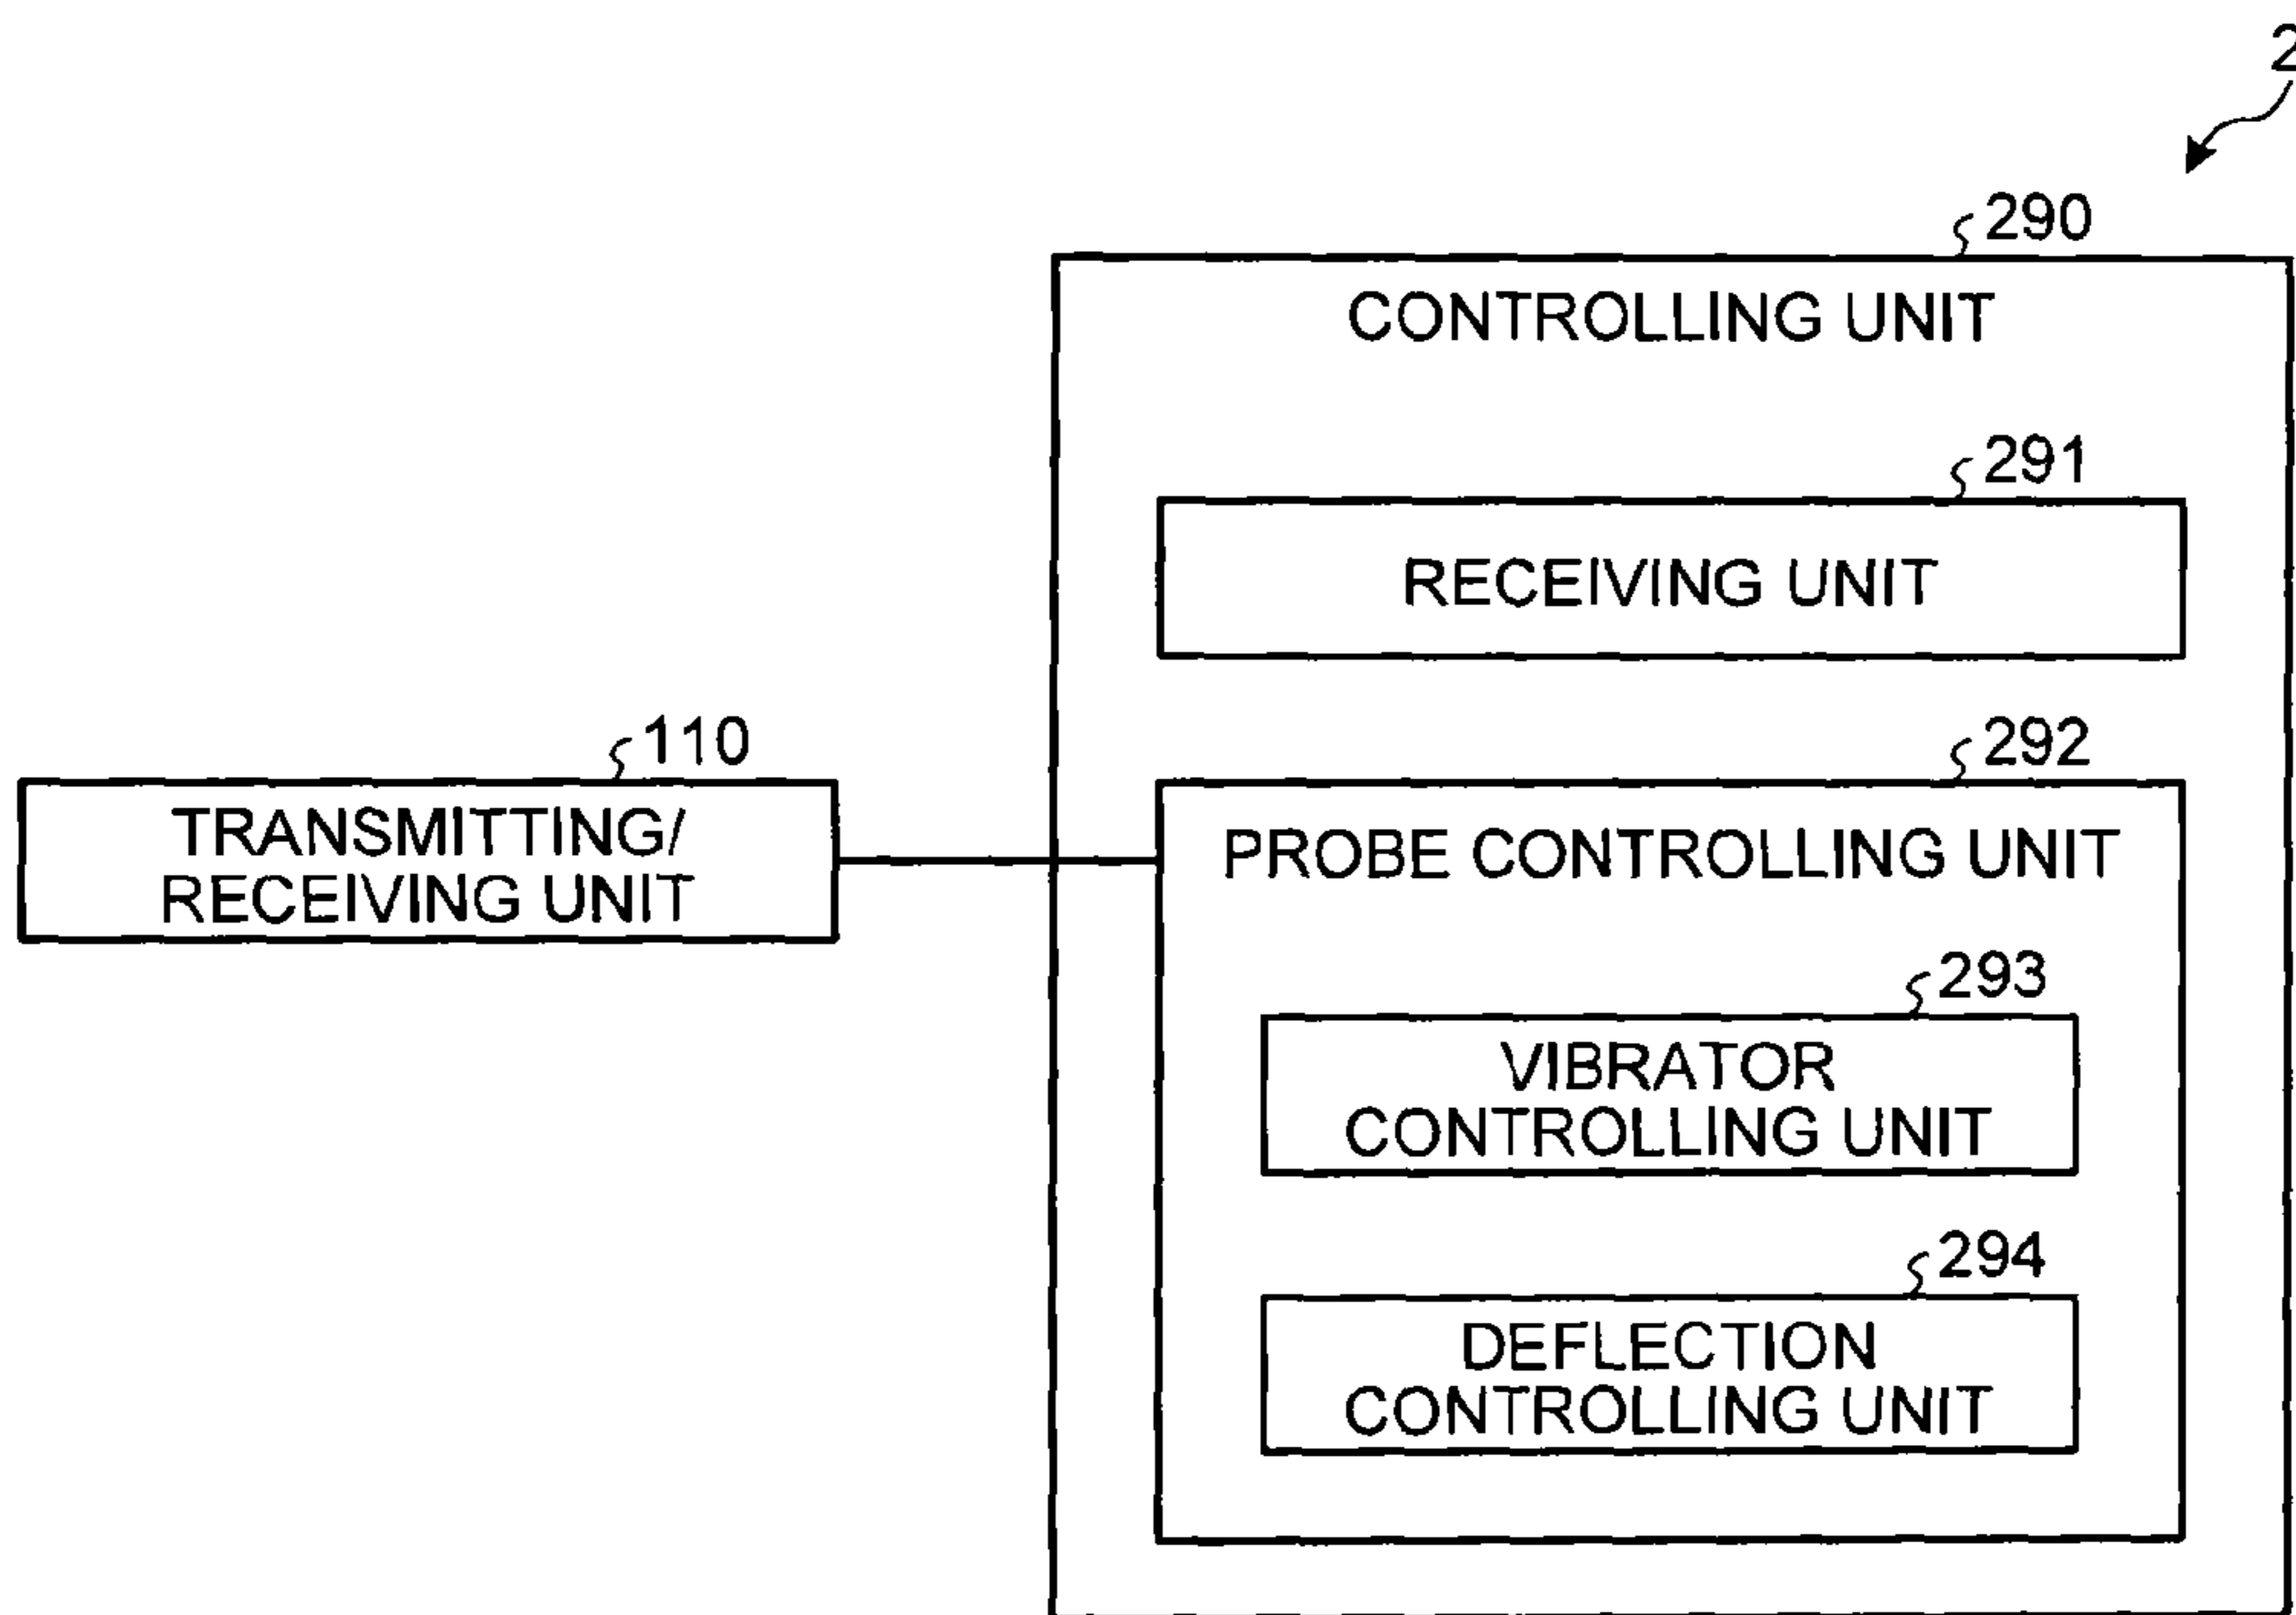 2
290
CONTROLLING UNIT
291
RECEIVING UNIT
110
TRANSMITTING/
RECEIVING UNIT
292
PROBE CONTROLLING UNIT
293
VIBRATOR
CONTROLLING UNIT
294
DEFLECTION
CONTROLLING UNIT